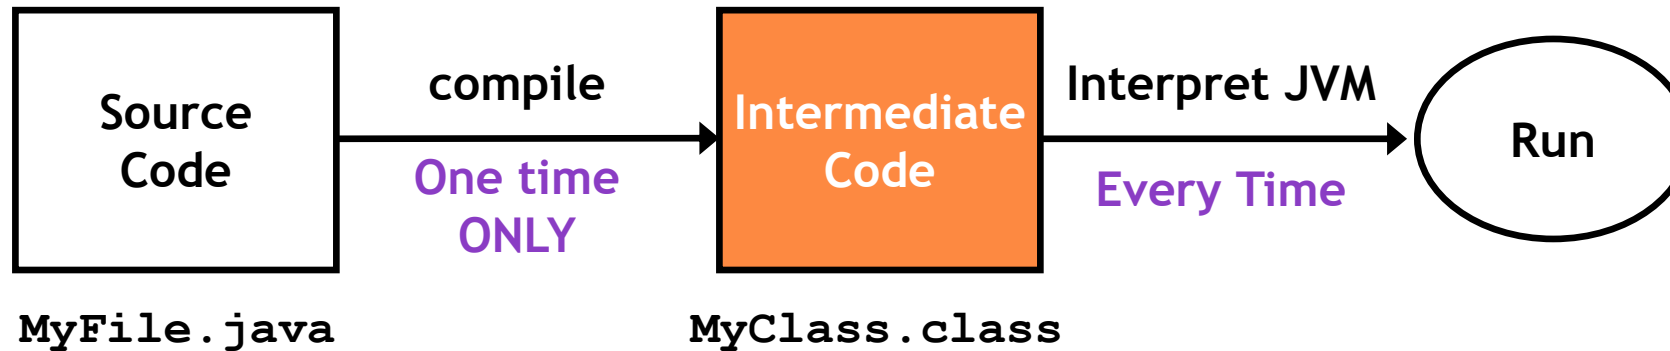 Source
Code
compile
One time
ONLY
Intermediate
Code
Interpret JVM
Every Time
Run
MyFile.java
MyClass.class